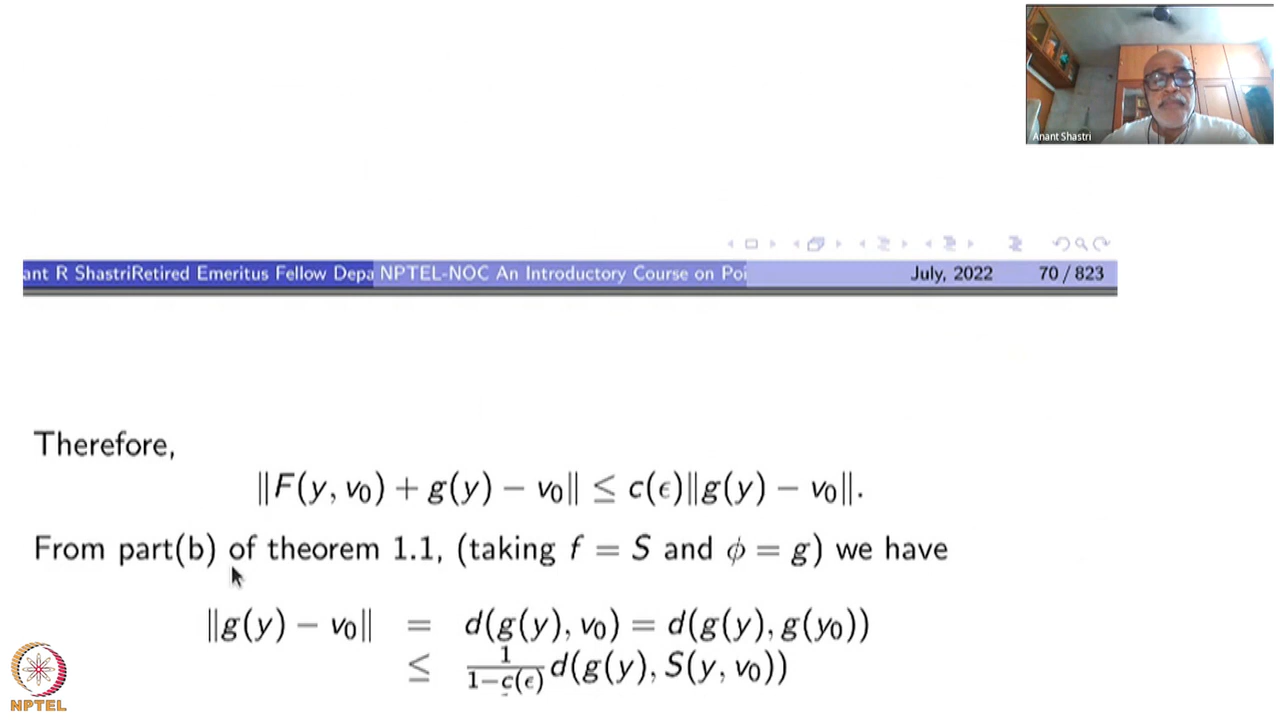 Anant Shastri
ant R ShastriRetired Emeritus Fellow Depa NPTEL-NOC An Introductory Course on Poi July, 2022 70 / 823
Therefore,
‖F(y, v₀) + g(y) − v₀‖ ≤ c(ϵ)‖g(y) − v₀‖.
From part(b) of theorem 1.1, (taking f = S and ϕ = g) we have
‖g(y) − v₀‖ = d(g(y), v₀) = d(g(y), g(y₀))
≤ 1/(1−c(ϵ)) d(g(y), S(y, v₀))
NPTEL